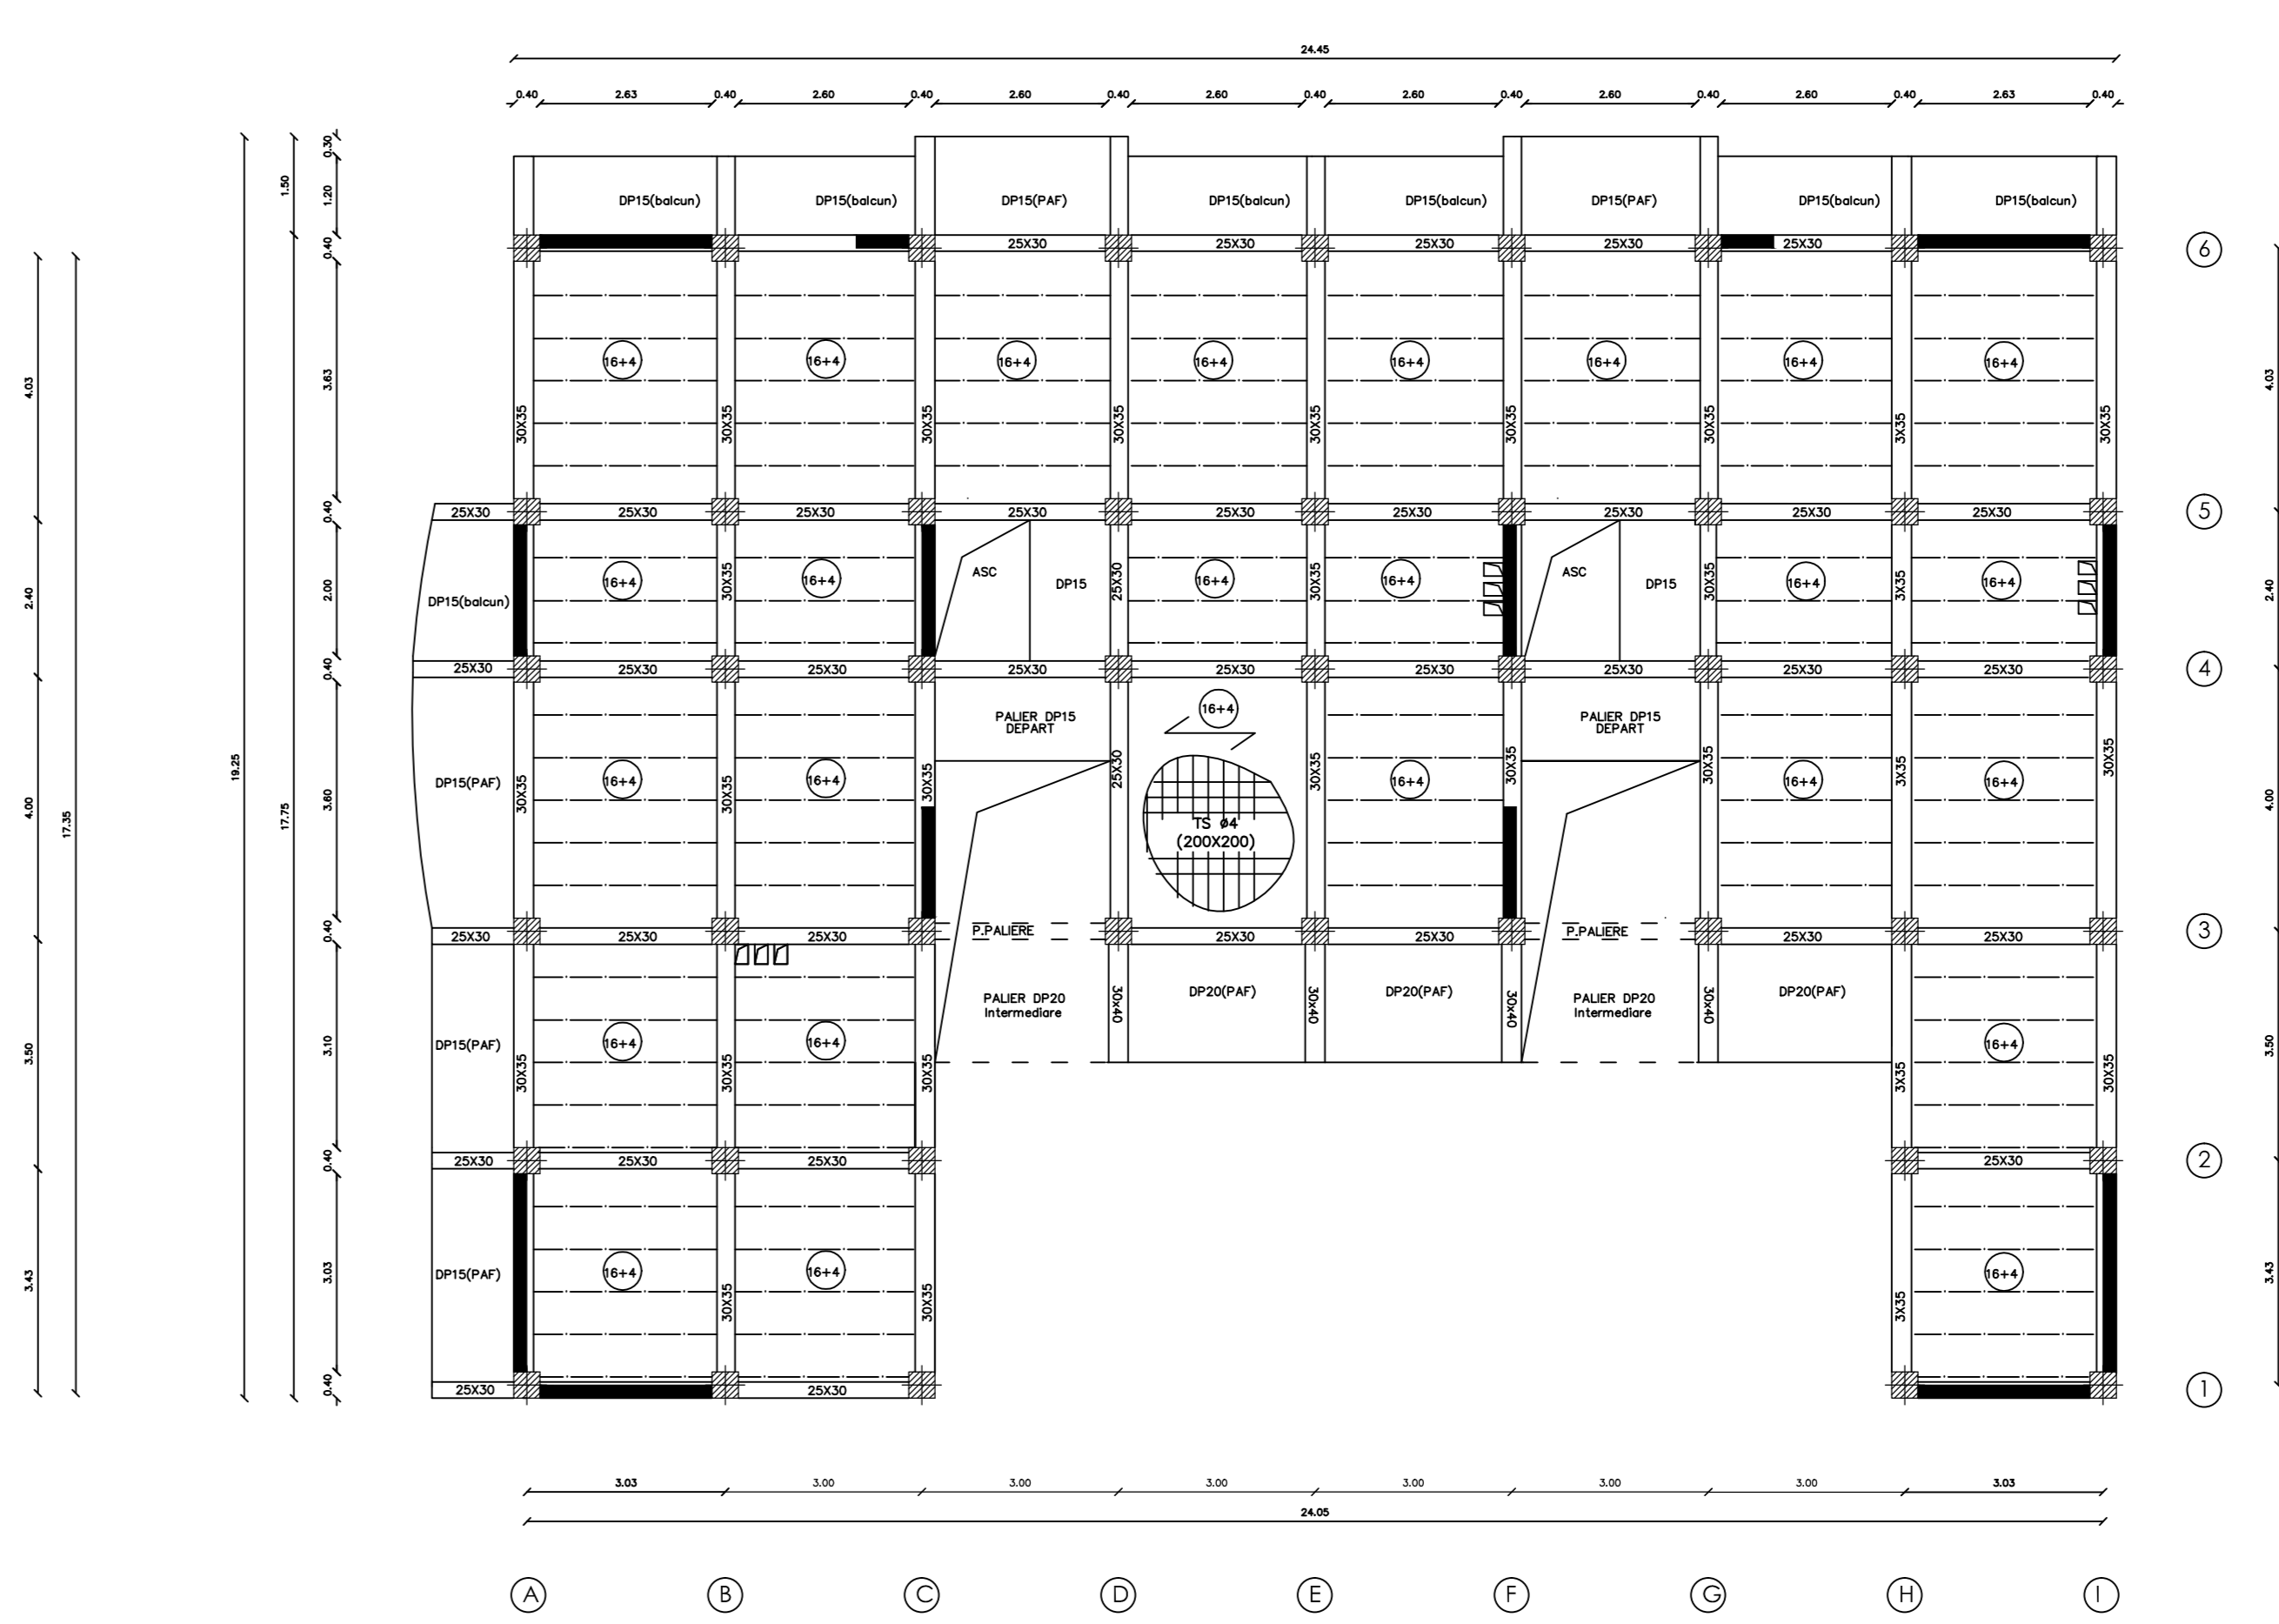 24.45
0.40 2.63 0.40 2.60 0.40 2.60 0.40 2.60 0.40 2.60 0.40 2.60 0.40 2.60 0.40 2.63 0.40
0.30
1.50 1.20
DP15(balcun) DP15(balcun) DP15(PAF) DP15(balcun) DP15(balcun) DP15(PAF) DP15(balcun) DP15(balcun)
0.40 25X30 25X30 25X30 25X30 25X30 6
16+4 16+4 16+4 16+4 16+4 16+4 16+4 16+4
4.03 3.63 4.03
30X35 30X35 30X35 30X35 30X35 30X35 30X35 3X35 30X35
0.40 25X30 25X30 25X30 25X30 25X30 25X30 25X30 25X30 25X30 5
ASC ASC
16+4 16+4 DP15 16+4 16+4 DP15 16+4 16+4
2.40 2.00 30X35 25X30 30X35 30X35 3X35 2.40
DP15(balcun)
0.40 25X30 25X30 25X30 25X30 25X30 25X30 25X30 25X30 25X30 4
16+4
PALIER DP15
DEPART
PALIER DP15
DEPART
19.25
17.75
17.35
4.00 3.60 4.00
DP15(PAF) 16+4 16+4 16+4 16+4 16+4
30X35 30X35 30X35 25X30 30X35 30X35 30X35 3X35 30X35
TS ø4
(200X200)
0.40 25X30 25X30 25X30 P.PALIERE 25X30 25X30 P.PALIERE 25X30 25X30 3
PALIER DP20
Intermediare
DP20(PAF) DP20(PAF)
PALIER DP20
Intermediare
DP20(PAF)
30x40 30x40 30x40 30x40
3.50 3.10 3.50
DP15(PAF) 16+4 16+4 16+4
30X35 30X35 30X35 3X35 30X35
0.40 25X30 25X30 25X30 25X30 2
3.43 3.03 3.43
DP15(PAF) 16+4 16+4 16+4
30X35 30X35 3X35
0.40 25X30 25X30 1
3.03 3.00 3.00 3.00 3.00 3.00 3.00 3.03
24.05
A B C D E F G H I